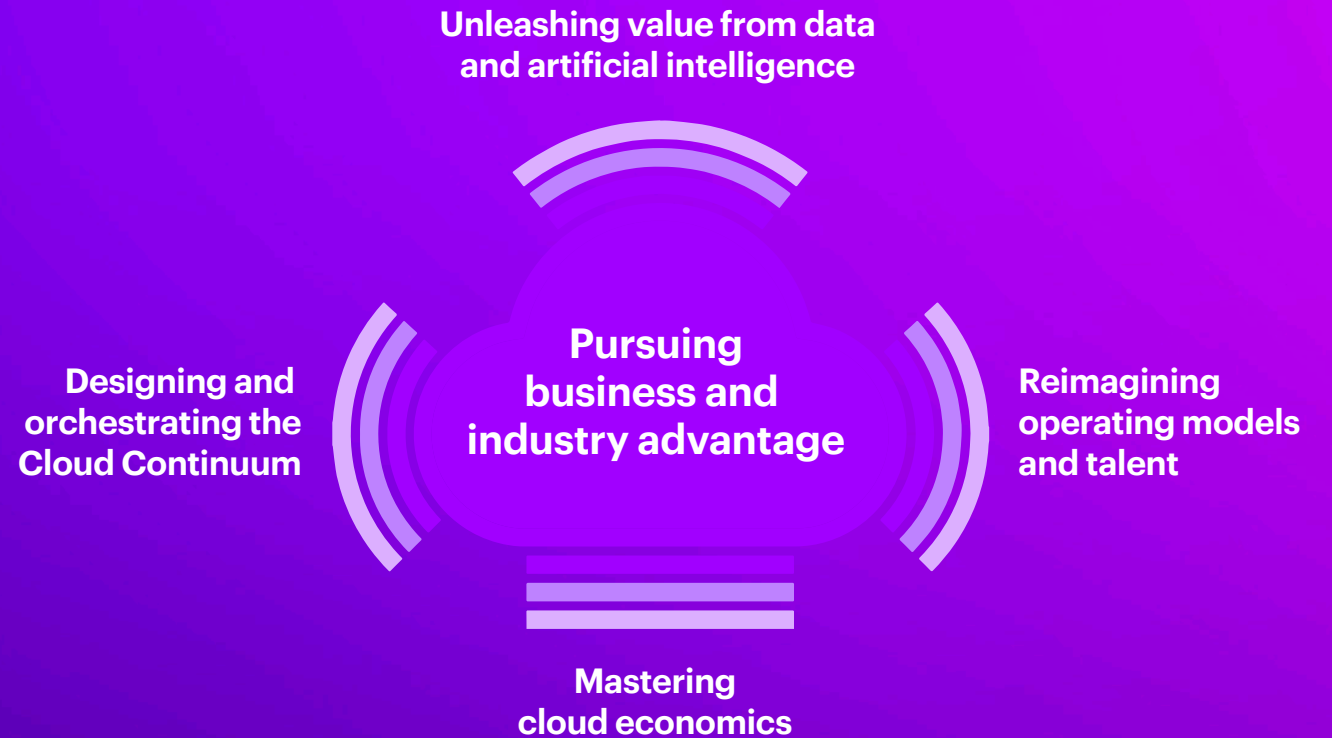 Unleashing value from data
and artificial intelligence
Pursuing
business and
industry advantage
Designing and
orchestrating the
Cloud Continuum
Reimagining
operating models
and talent
Mastering
cloud economics